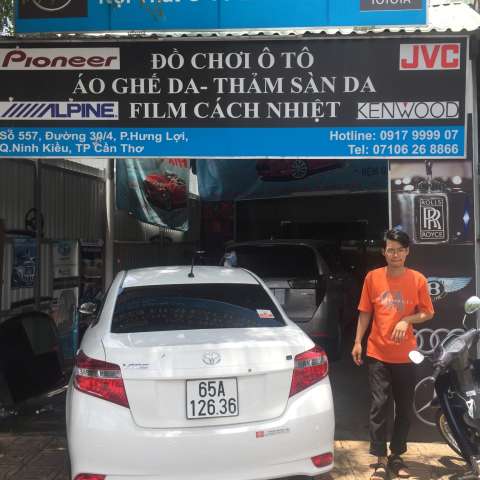 TOYOTA
Pioneer
ĐỒ CHƠI Ô TÔ
JVC
ÁO GHẾ DA- THẢM SÀN DA
ALPINE
FILM CÁCH NHIỆT
KENWOOD
Số 557, Đường 30/4, P.Hưng Lợi,
Hotline: 0917 9999 07
Q.Ninh Kiều, TP Cần Thơ
Tel: 07106 26 8866
ROLLS
RR
ROYCE
65A
126.36